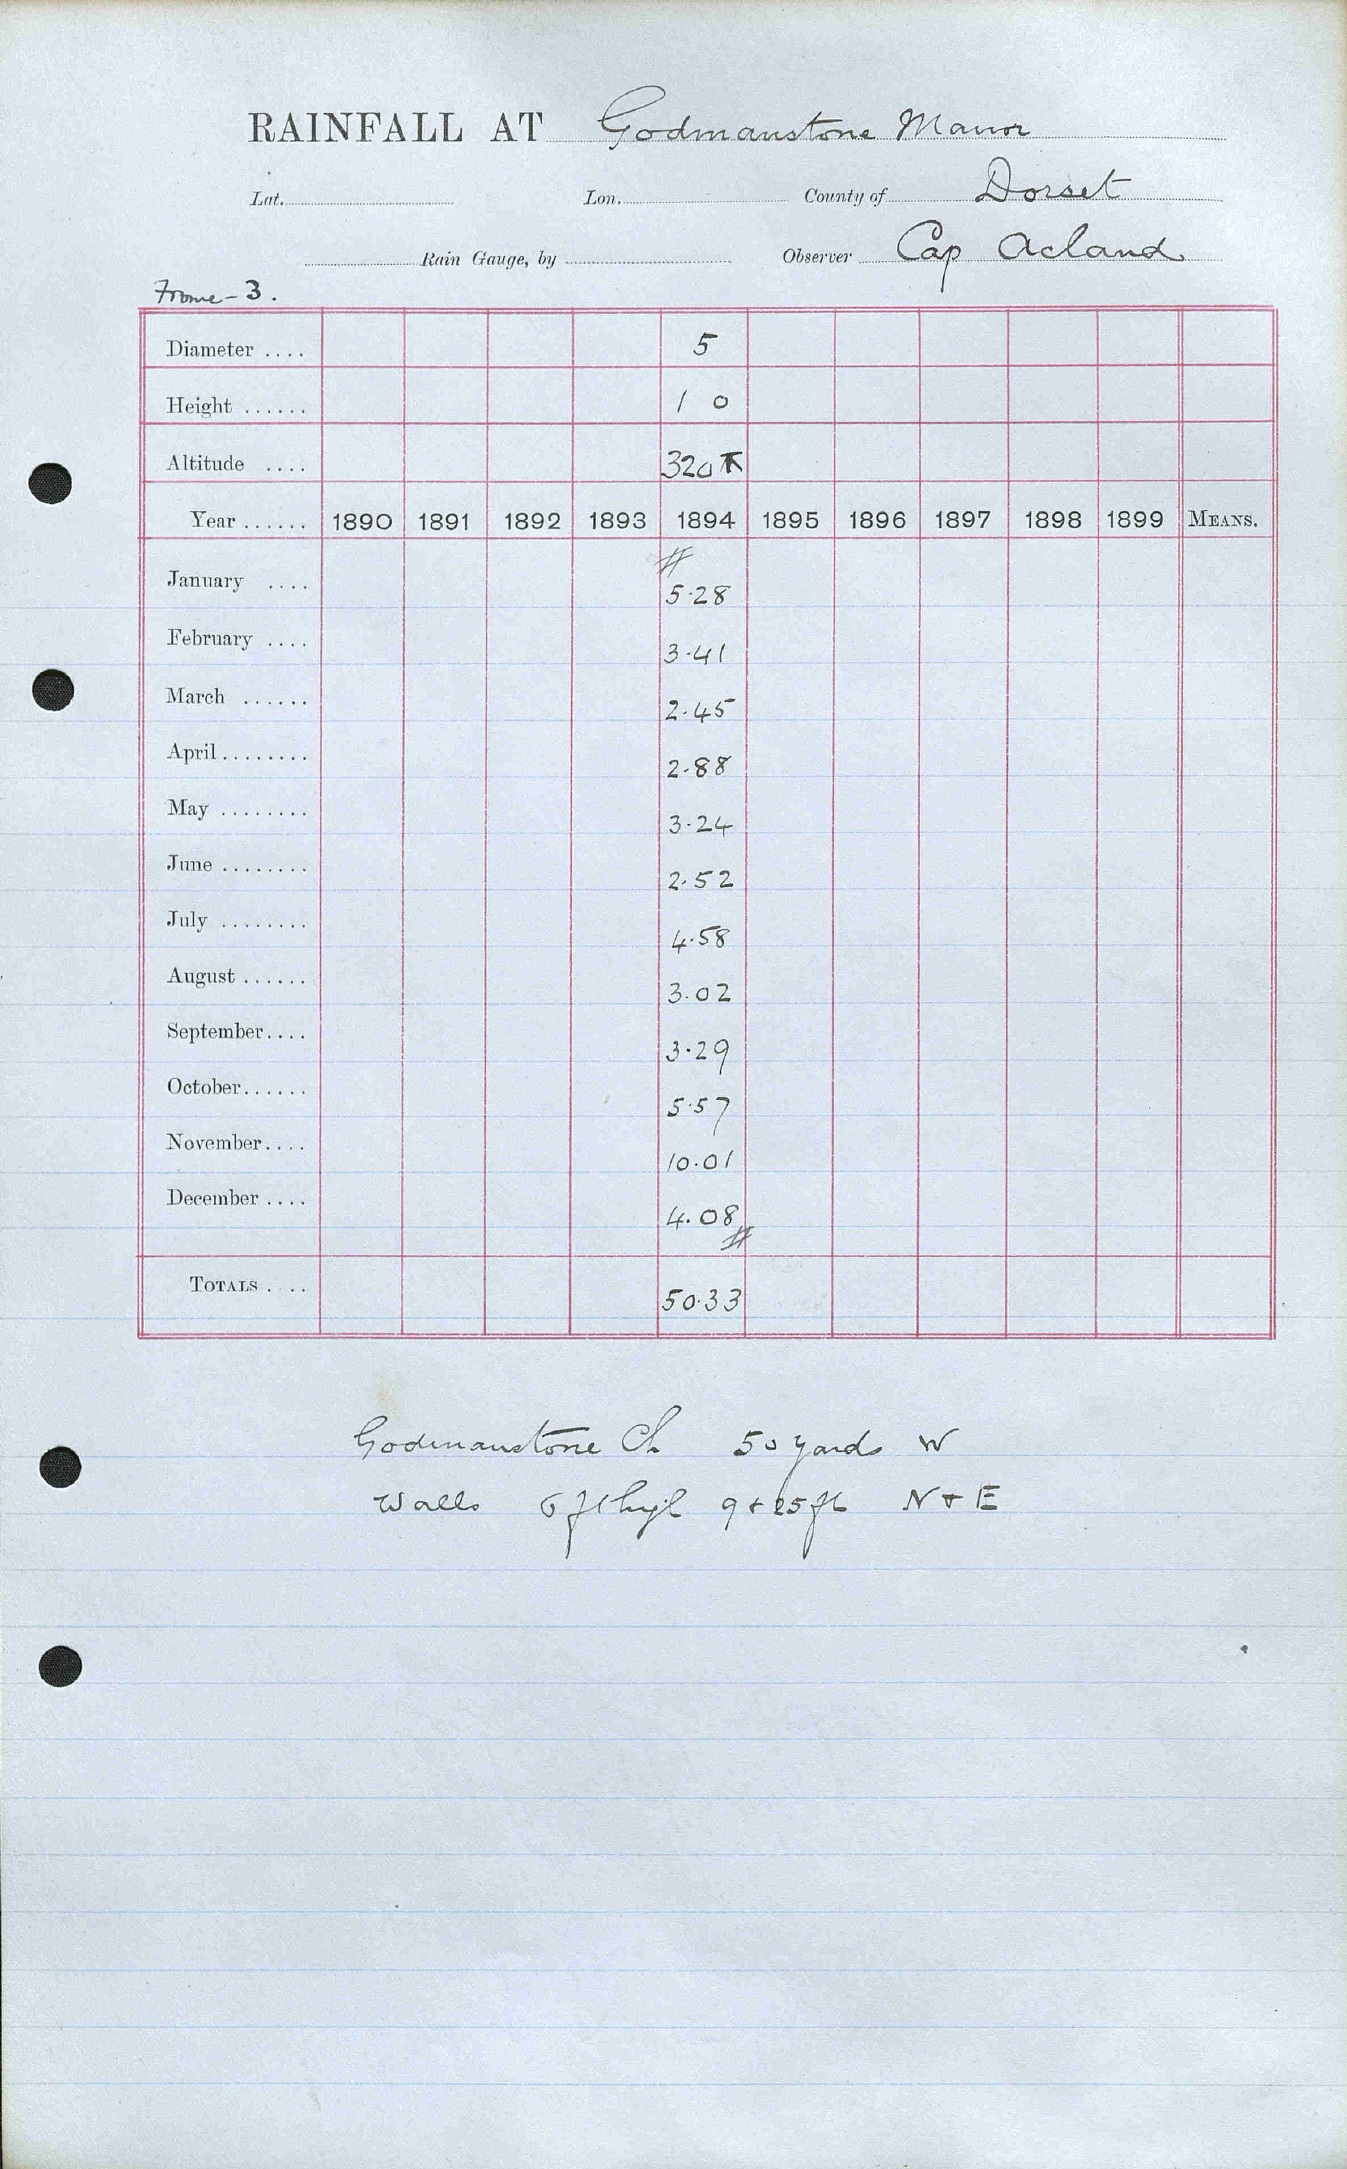 RAINFALL AT Godmanstone Manor
Lat. Lon. County of Dorset
Rain Gauge, by Observer Cap Acland
Frome - 3.
Diameter .... 5
Height ...... 1 0
Altitude .... 320
Year ...... 1890 1891 1892 1893 1894 1895 1896 1897 1898 1899 MEANS.
#
January .... 5.28
February .... 3.41
March ...... 2.45
April ........ 2.88
May ........ 3.24
June ........ 2.52
July ........ 4.58
August ...... 3.02
September .... 3.29
October ...... 5.57
November .... 10.01
December .... 4.08
#
TOTALS .... 50.33
Godmanstone Ch 50 yards W
Walls 6 ft high 9 & 25 ft N & E